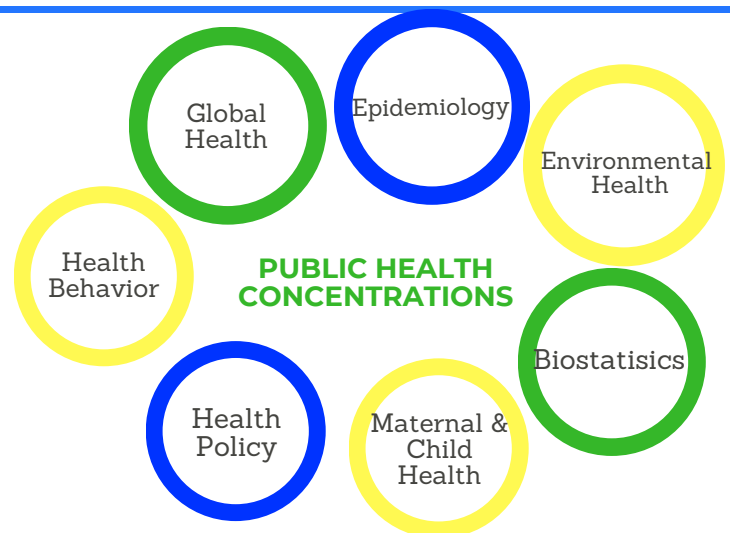 Global
Health
Epidemiology
Environmental
Health
Health
Behavior
PUBLIC HEALTH
CONCENTRATIONS
Biostatisics
Health
Policy
Maternal &
Child
Health